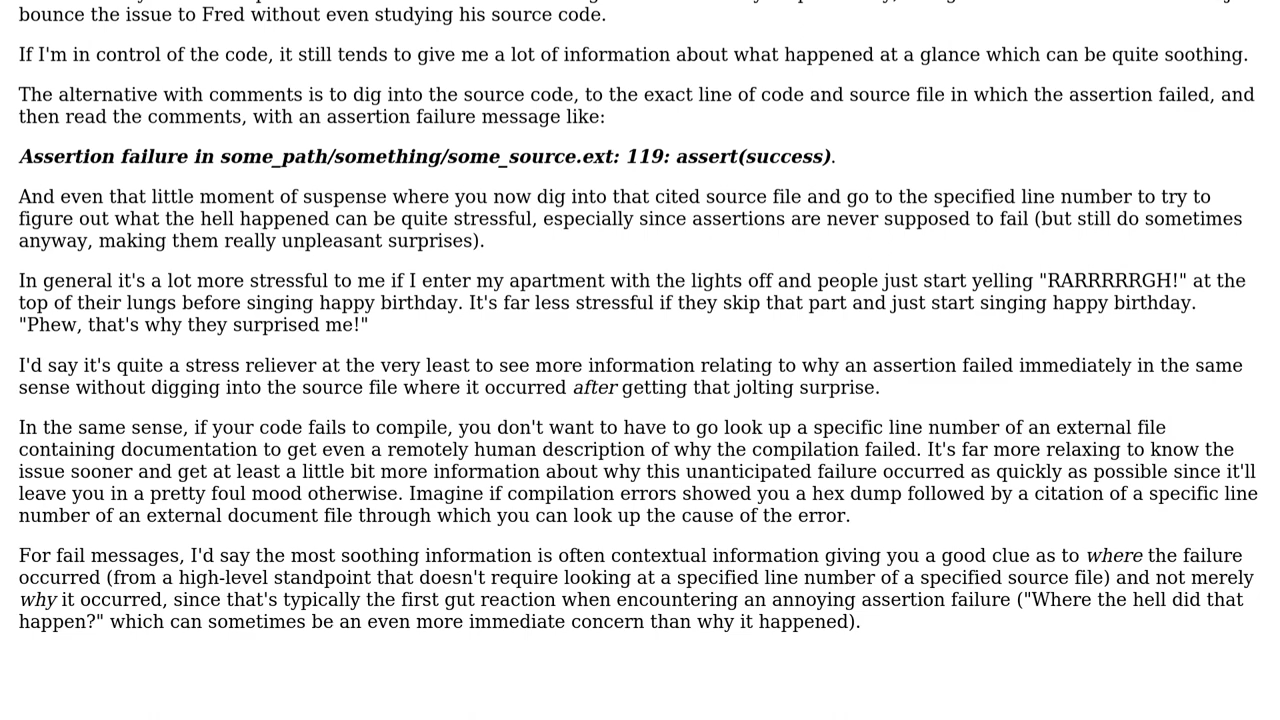 bounce the issue to Fred without even studying his source code.
If I'm in control of the code, it still tends to give me a lot of information about what happened at a glance which can be quite soothing.
The alternative with comments is to dig into the source code, to the exact line of code and source file in which the assertion failed, and
then read the comments, with an assertion failure message like:
Assertion failure in some_path/something/some_source.ext: 119: assert(success).
And even that little moment of suspense where you now dig into that cited source file and go to the specified line number to try to
figure out what the hell happened can be quite stressful, especially since assertions are never supposed to fail (but still do sometimes
anyway, making them really unpleasant surprises).
In general it's a lot more stressful to me if I enter my apartment with the lights off and people just start yelling "RARRRRRGH!" at the
top of their lungs before singing happy birthday. It's far less stressful if they skip that part and just start singing happy birthday.
"Phew, that's why they surprised me!"
I'd say it's quite a stress reliever at the very least to see more information relating to why an assertion failed immediately in the same
sense without digging into the source file where it occurred after getting that jolting surprise.
In the same sense, if your code fails to compile, you don't want to have to go look up a specific line number of an external file
containing documentation to get even a remotely human description of why the compilation failed. It's far more relaxing to know the
issue sooner and get at least a little bit more information about why this unanticipated failure occurred as quickly as possible since it'll
leave you in a pretty foul mood otherwise. Imagine if compilation errors showed you a hex dump followed by a citation of a specific line
number of an external document file through which you can look up the cause of the error.
For fail messages, I'd say the most soothing information is often contextual information giving you a good clue as to where the failure
occurred (from a high-level standpoint that doesn't require looking at a specified line number of a specified source file) and not merely
why it occurred, since that's typically the first gut reaction when encountering an annoying assertion failure ("Where the hell did that
happen?" which can sometimes be an even more immediate concern than why it happened).